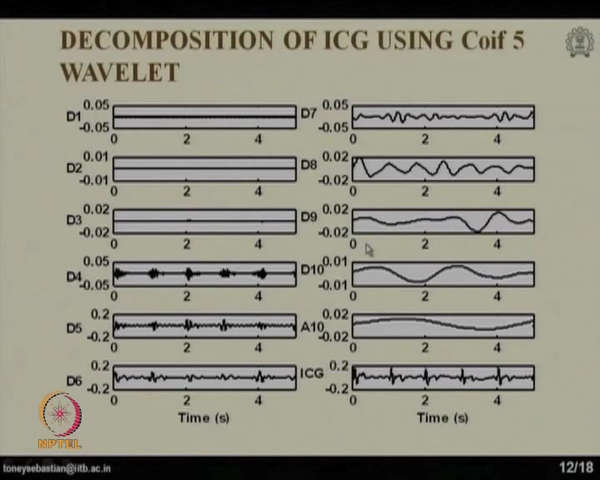 DECOMPOSITION OF ICG USING Coif 5
WAVELET
D1 0.05 -0.05 0 2 4
D7 0.05 -0.05 0 2 4
D2 0.01 -0.01 0 2 4
D8 0.02 -0.02 0 2 4
D3 0.02 -0.02 0 2 4
D9 0.02 -0.02 0 2 4
D4 0.05 -0.05 0 2 4
D10 0.01 -0.01 0 2 4
D5 0.2 -0.2 0 2 4
A10 0.02 -0.02 0 2 4
D6 0.2 -0.2 0 2 4
ICG 0.2 -0.2 0 2 4
Time (s)
Time (s)
NPTEL
toneysebastian@iitb.ac.in
12/18